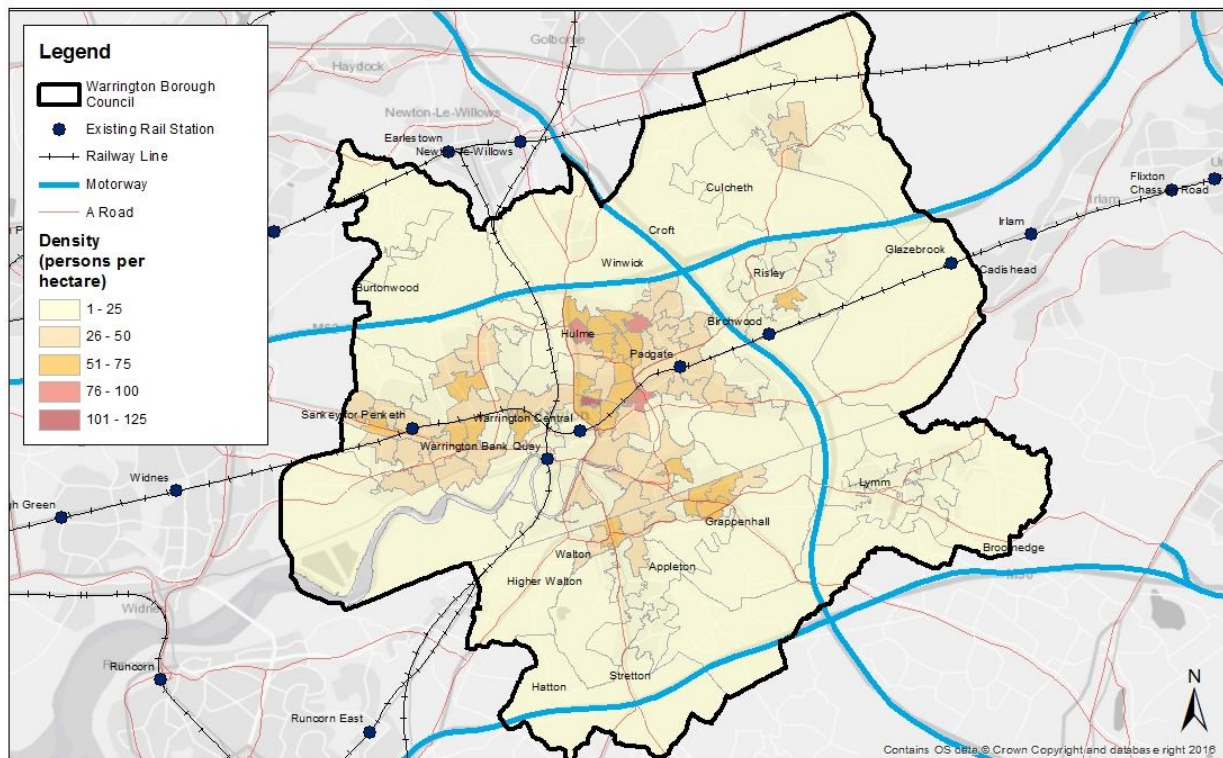 Legend
Warrington Borough
Council
Existing Rail Station
Railway Line
Motorway
A Road
Density
(persons per
hectare)
1 - 25
26 - 50
51 - 75
76 - 100
101 - 125
Golborne
Haydock
Newton-Le-Willows
Earlestown
Newton-le-Willows
Culcheth
Flixton
Chassen Road
Irlam
Irlam
Croft
Glazebrook
Cadishead
Winwick
Risley
Burtonwood
M62
Birchwood
Hulme
Padgate
Sankey for Penketh
Warrington Central
Warrington Bank Quay
Widnes
Lymm
Grappenhall
Broomedge
Walton
Appleton
Higher Walton
Widnes
Runcorn
Stretton
Hatton
Runcorn East
N
Contains OS data © Crown Copyright and database right 2016